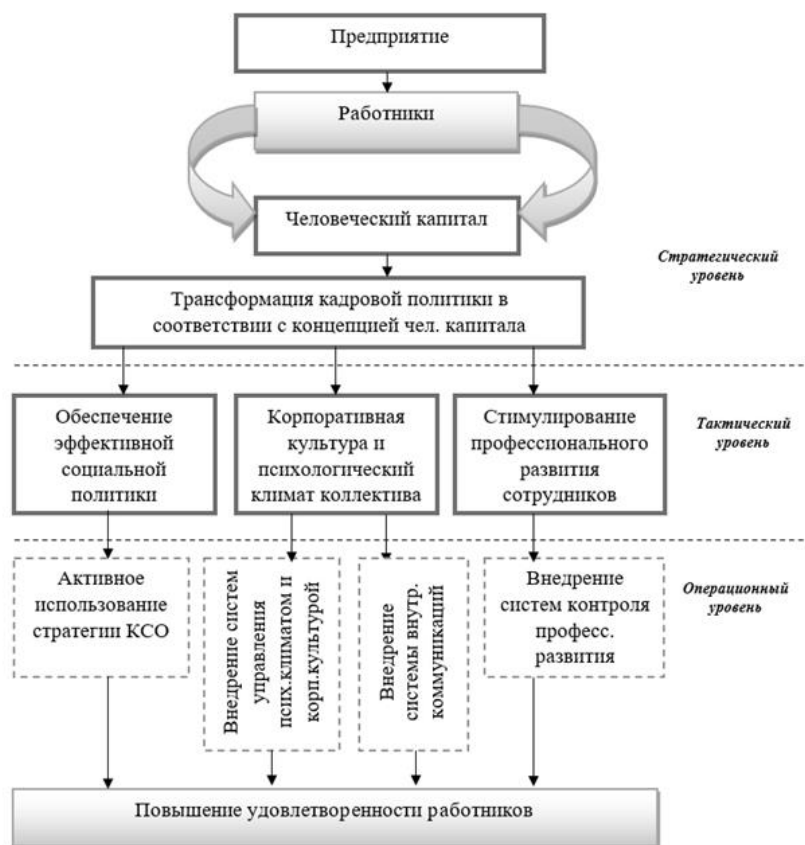 Предприятие
Работники
Человеческий капитал
Стратегический
уровень
Трансформация кадровой политики в
соответствии с концепцией чел. капитала
Обеспечение
эффективной
социальной
политики
Корпоративная
культура и
психологический
климат коллектива
Стимулирование
профессионального
развития
сотрудников
Тактический
уровень
Активное
использование
стратегии КСО
Внедрение систем
управления
псих.климатом и
корп.культурой
Внедрение
системы внутр.
коммуникаций
Внедрение
систем контроля
професс.
развития
Операционный
уровень
Повышение удовлетворенности работников